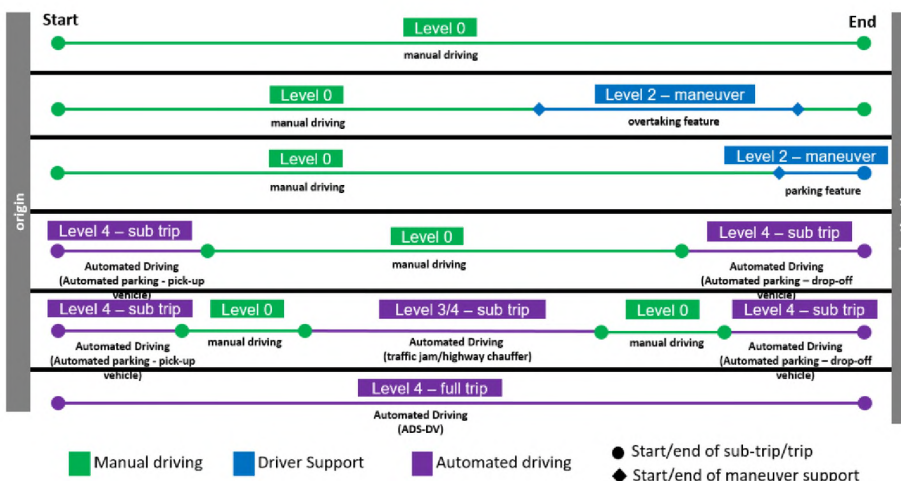 Start
End
Level 0
manual driving
Level 0
Level 2 – maneuver
manual driving
overtaking feature
Level 0
Level 2 – maneuver
manual driving
parking feature
origin
Level 4 – sub trip
Level 0
Level 4 – sub trip
Automated Driving
(Automated parking - pick-up
vehicle)
manual driving
Automated Driving
(Automated parking – drop-off
vehicle)
Level 4 – sub trip
Level 0
Level 3/4 – sub trip
Level 0
Level 4 – sub trip
Automated Driving
(Automated parking - pick-up
vehicle)
manual driving
Automated Driving
(traffic jam/highway chauffer)
manual driving
Automated Driving
(Automated parking – drop-off
vehicle)
Level 4 – full trip
Automated Driving
(ADS-DV)
Manual driving
Driver Support
Automated driving
Start/end of sub-trip/trip
Start/end of maneuver support